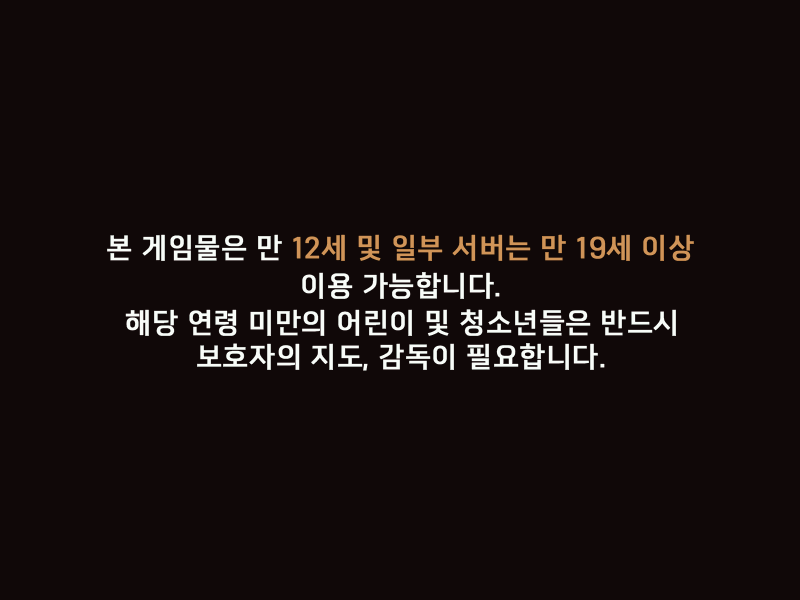 본 게임물은 만 12세 및 일부 서버는 만 19세 이상
이용 가능합니다.
해당 연령 미만의 어린이 및 청소년들은 반드시
보호자의 지도, 감독이 필요합니다.